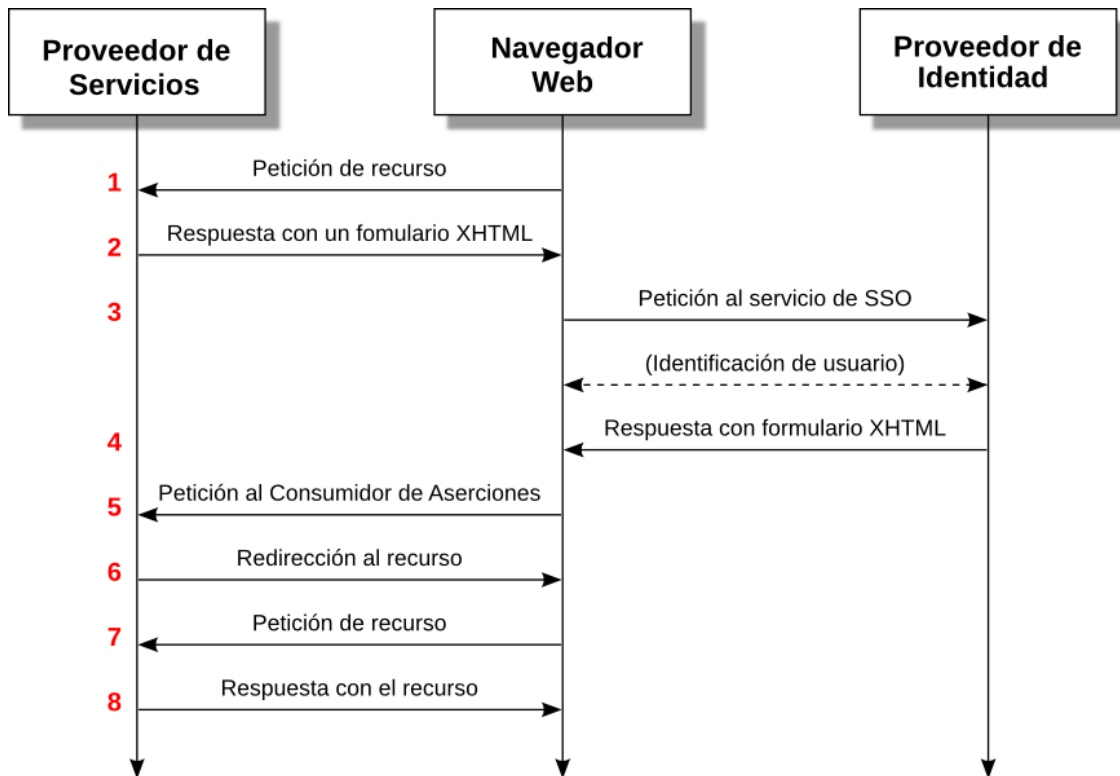 Proveedor de
Servicios
Navegador
Web
Proveedor de
Identidad
1
Petición de recurso
2
Respuesta con un fomulario XHTML
3
Petición al servicio de SSO
(Identificación de usuario)
4
Respuesta con formulario XHTML
5
Petición al Consumidor de Aserciones
6
Redirección al recurso
7
Petición de recurso
8
Respuesta con el recurso